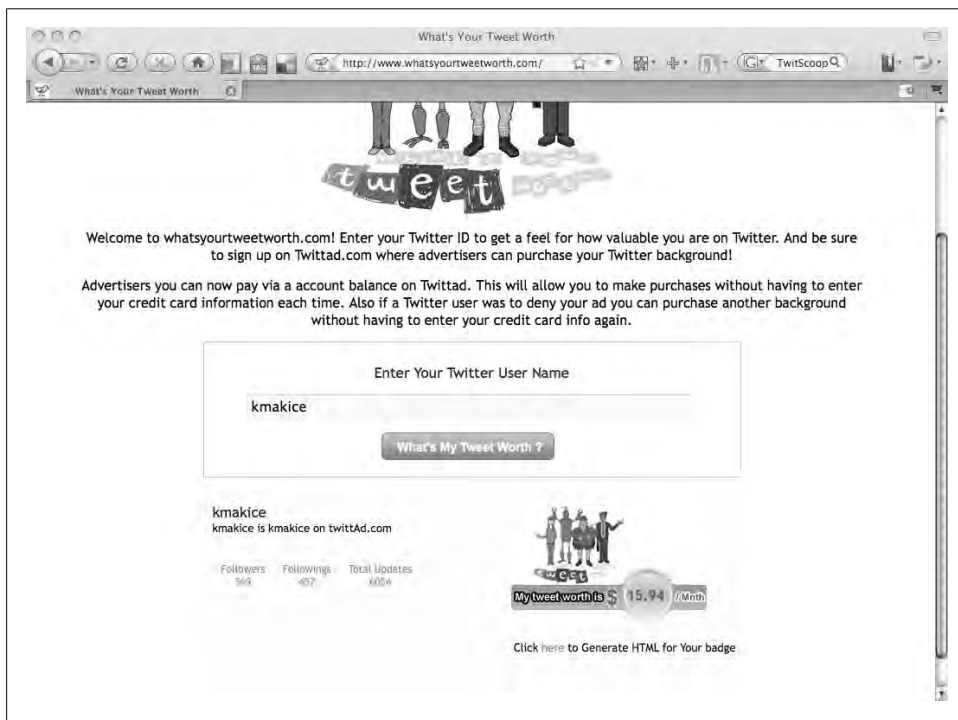 What's Your Tweet Worth
http://www.whatsyourtweetworth.com/
TwitScoop
What's Your Tweet Worth
tweet
Welcome to whatsyourtweetworth.com! Enter your Twitter ID to get a feel for how valuable you are on Twitter. And be sure
to sign up on Twittad.com where advertisers can purchase your Twitter background!
Advertisers you can now pay via a account balance on Twittad. This will allow you to make purchases without having to enter
your credit card information each time. Also if a Twitter user was to deny your ad you can purchase another background
without having to enter your credit card info again.
Enter Your Twitter User Name
kmakice
What's My Tweet Worth ?
kmakice
kmakice is kmakice on twittAd.com
Followers Followings Total Updates
tweet
My tweet worth is $ 15.94 / Mnth
Click here to Generate HTML for Your badge